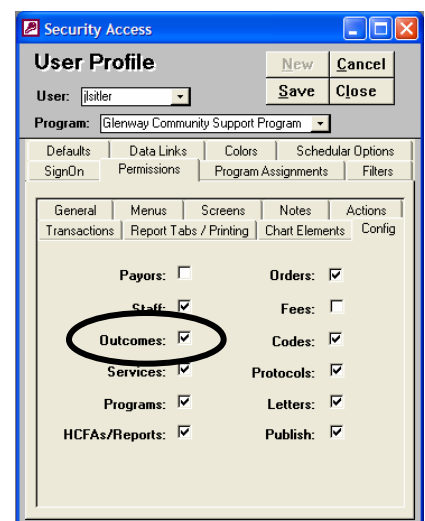 Security Access
User Profile
New Cancel
Save Close
User: jlsitler
Program: Glenway Community Support Program
Defaults Data Links Colors Schedular Options
SignOn Permissions Program Assignments Filters
General Menus Screens Notes Actions
Transactions Report Tabs / Printing Chart Elements Config
Payors: Orders:
Staff: Fees:
Outcomes: Codes:
Services: Protocols:
Programs: Letters:
HCFAs/Reports: Publish: